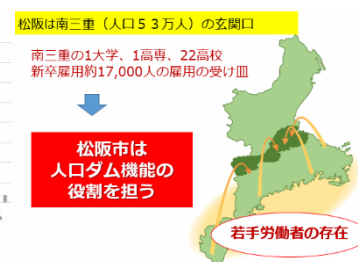 松阪は南三重（人口５３万人）の玄関口
南三重の1大学、1高専、22高校
新卒雇用約17,000人の雇用の受け皿
松阪市は
人口ダム機能の
役割を担う
若手労働者の存在